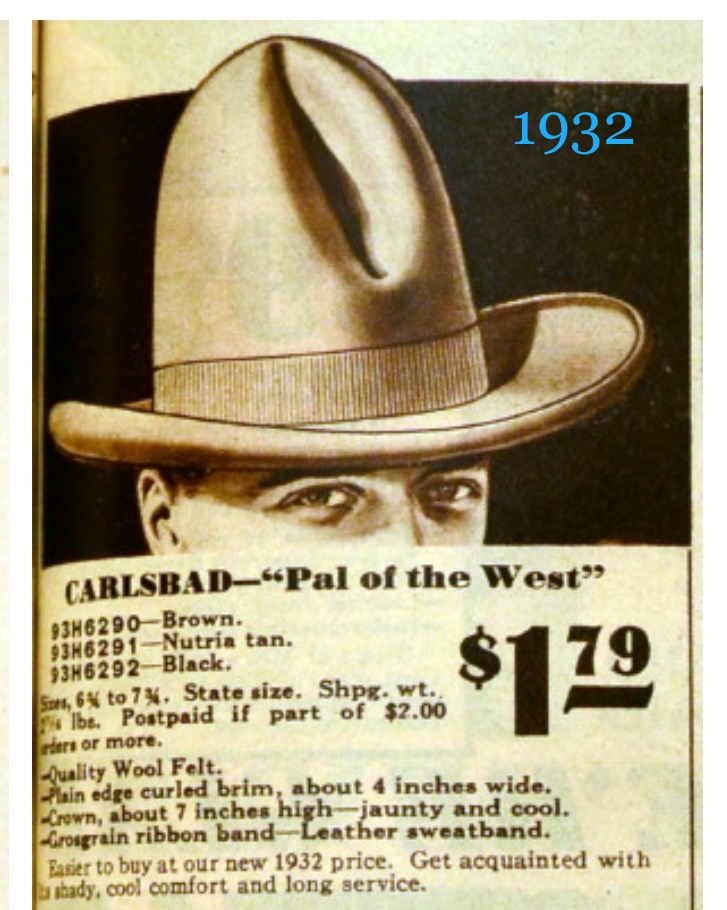 1932
CARLSBAD—“Pal of the West”
93H6290—Brown.
93H6291—Nutria tan.
93H6292—Black.
$1.79
Sizes, 6¾ to 7¾. State size. Shpg. wt.,
lbs. Postpaid if part of $2.00
orders or more.
—Quality Wool Felt.
—Plain edge curled brim, about 4 inches wide.
—Crown, about 7 inches high—jaunty and cool.
—Grosgrain ribbon band—Leather sweatband.
Easier to buy at our new 1932 price. Get acquainted with
its shady, cool comfort and long service.